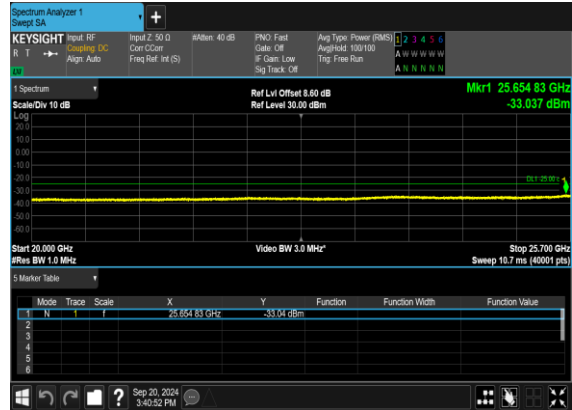 Spectrum Analyzer 1
Swept SA
+
KEYSIGHT Input: RF Input Z: 50 Ω #Atten: 40 dB PNO: Fast Avg Type: Power (RMS) 1 2 3 4 5 6
R T Coupling: DC Corr CCorr Gate: Off Avg|Hold: 100/100 A W W W W W
Align: Auto Freq Ref: Int (S) IF Gain: Low Trig: Free Run
Sig Track: Off A N N N N N
1 Spectrum Ref Lvl Offset 8.60 dB Mkr1 25.654 83 GHz
Scale/Div 10 dB Ref Level 30.00 dBm -33.037 dBm
Log
20.0
10.0
0.00
-10.0
-20.0
DL1 -25.00
-30.0
-40.0
-50.0
-60.0
Start 20.000 GHz Video BW 3.0 MHz* Stop 25.700 GHz
#Res BW 1.0 MHz Sweep 10.7 ms (40001 pts)
5 Marker Table
Mode Trace Scale X Y Function Function Width Function Value
1 N 1 f 25.654 83 GHz -33.04 dBm
2
3
4
5
6
? Sep 20, 2024
3:40:52 PM